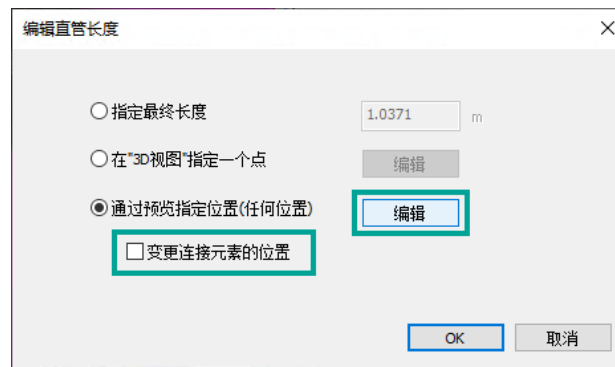 编辑直管长度
指定最终长度 1.0371 m
在"3D视图"指定一个点 编辑
通过预览指定位置(任何位置) 编辑
变更连接元素的位置
OK 取消